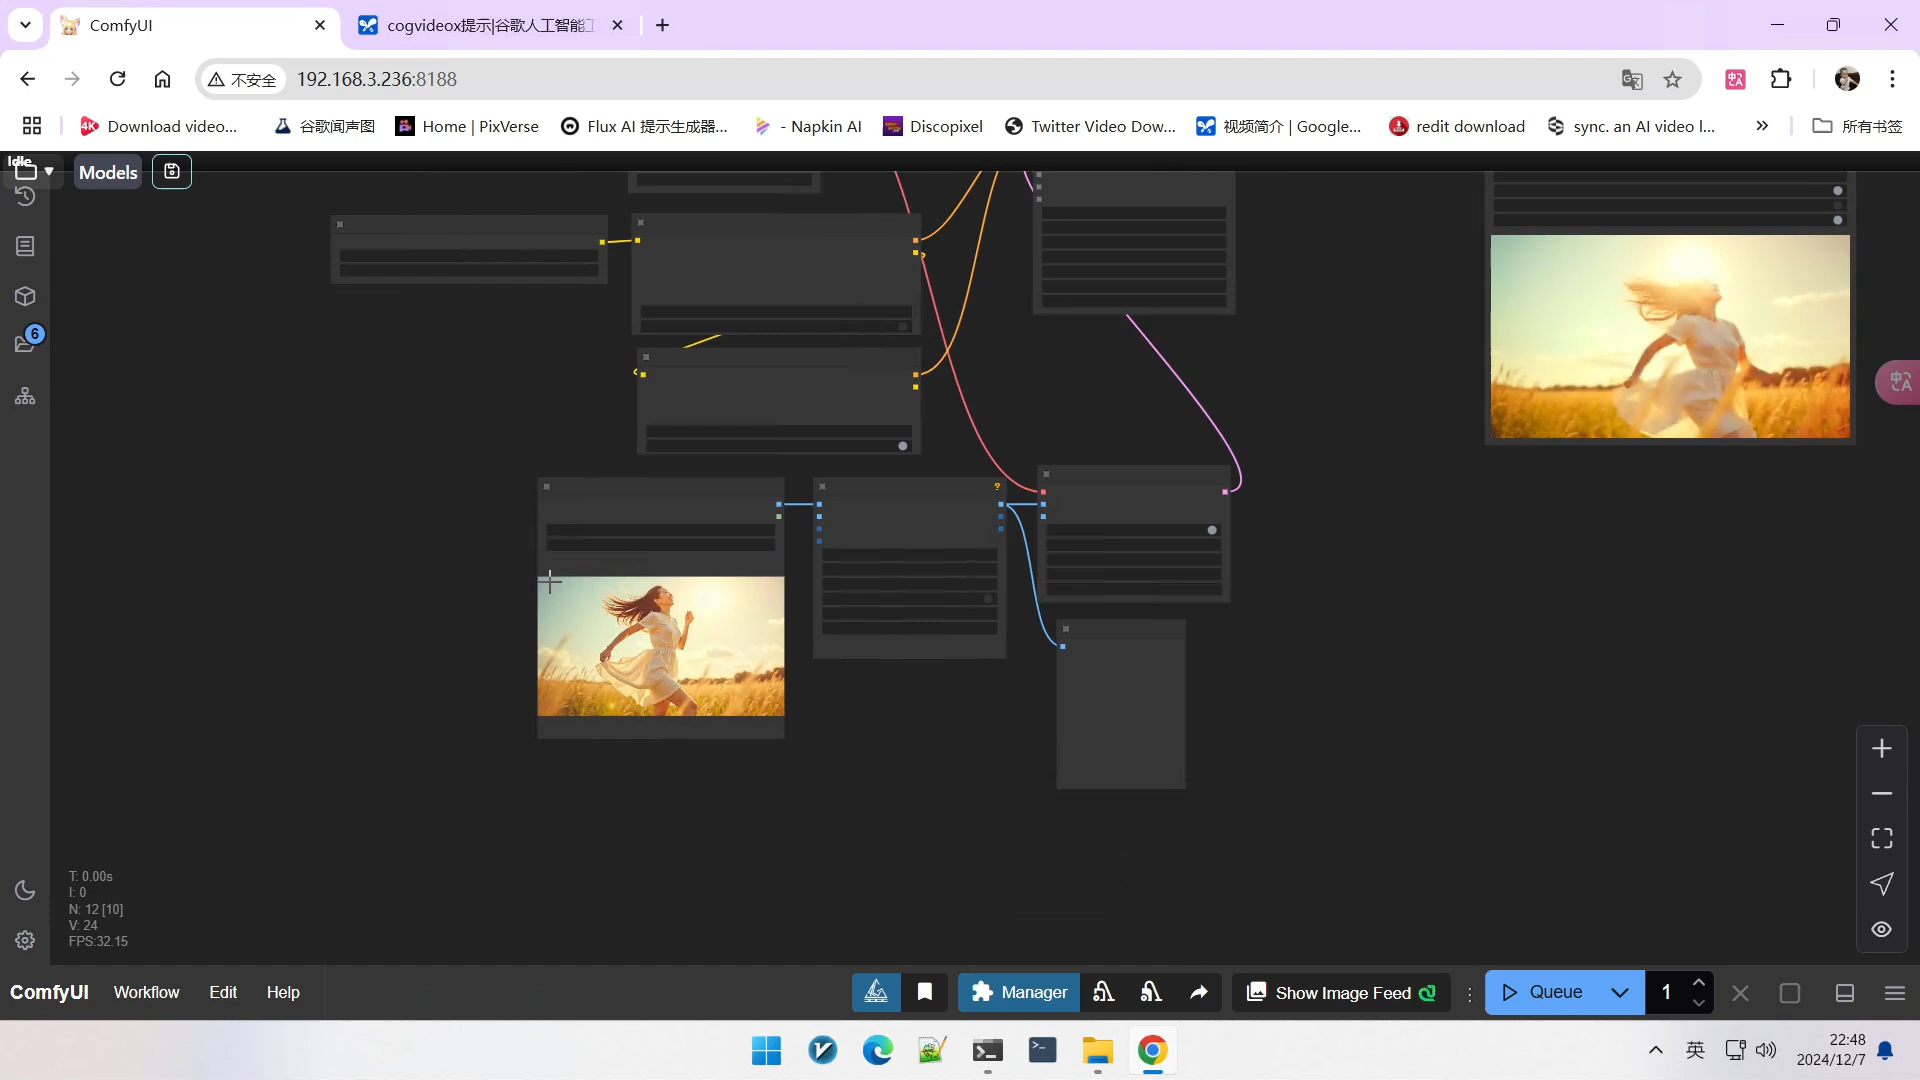 ComfyUI
cogvideox提示|谷歌人工智能工
不安全
192.168.3.236:8188
Download video...
谷歌闻声图
Home | PixVerse
Flux AI 提示生成器...
- Napkin AI
Discopixel
Twitter Video Dow...
视频简介 | Google...
redit download
sync. an AI video l...
所有书签
Idle
Models
6
T: 0.00s
I: 0
N: 12 [10]
V: 24
FPS:32.15
ComfyUI
Workflow
Edit
Help
Manager
Show Image Feed
Queue
1
英
22:48
2024/12/7